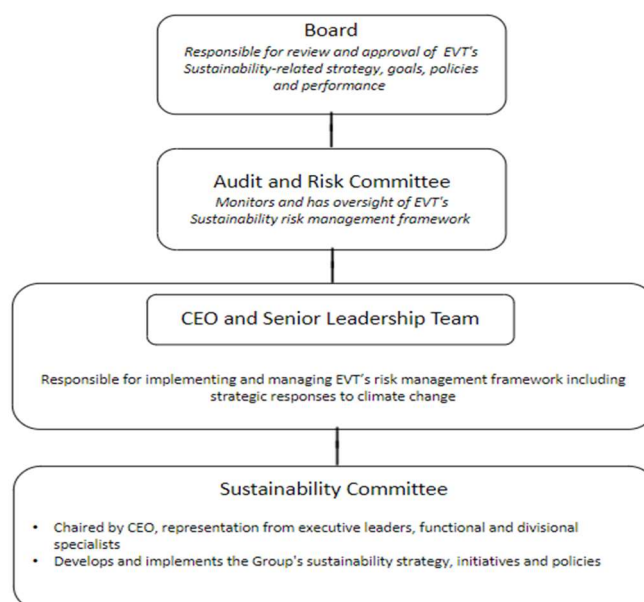 Board
Responsible for review and approval of EVT's
Sustainability-related strategy, goals, policies
and performance
Audit and Risk Committee
Monitors and has oversight of EVT's
Sustainability risk management framework
CEO and Senior Leadership Team
Responsible for implementing and managing EVT's risk management framework including
strategic responses to climate change
Sustainability Committee
• Chaired by CEO, representation from executive leaders, functional and divisional
specialists
• Develops and implements the Group's sustainability strategy, initiatives and policies